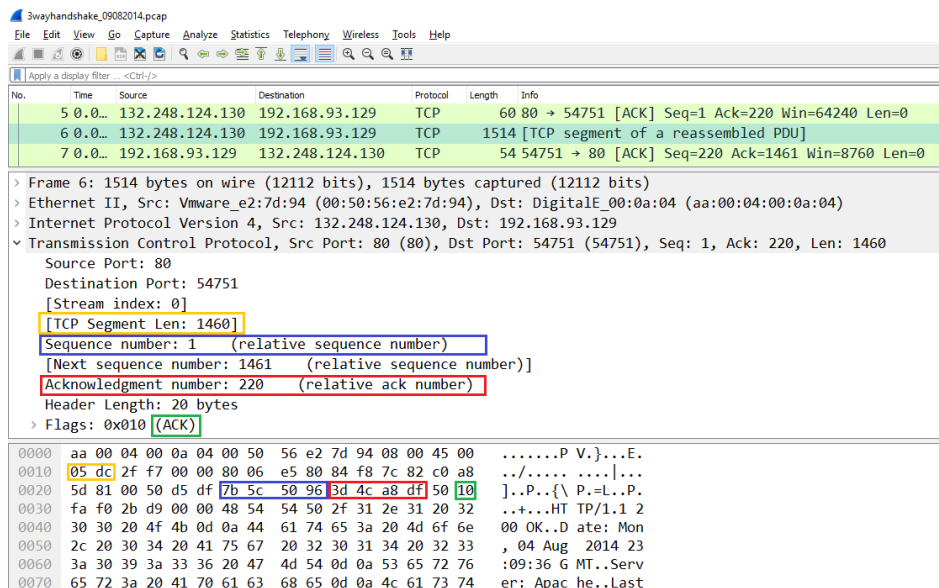 3wayhandshake_09082014.pcap
File Edit View Go Capture Analyze Statistics Telephony Wireless Tools Help
Apply a display filter ... <Ctrl-/>
No. Time Source Destination Protocol Length Info
5 0.0… 132.248.124.130 192.168.93.129 TCP 60 80 → 54751 [ACK] Seq=1 Ack=220 Win=64240 Len=0
6 0.0… 132.248.124.130 192.168.93.129 TCP 1514 [TCP segment of a reassembled PDU]
7 0.0… 192.168.93.129 132.248.124.130 TCP 54 54751 → 80 [ACK] Seq=220 Ack=1461 Win=8760 Len=0
> Frame 6: 1514 bytes on wire (12112 bits), 1514 bytes captured (12112 bits)
> Ethernet II, Src: Vmware_e2:7d:94 (00:50:56:e2:7d:94), Dst: DigitalE_00:0a:04 (aa:00:04:00:0a:04)
> Internet Protocol Version 4, Src: 132.248.124.130, Dst: 192.168.93.129
Transmission Control Protocol, Src Port: 80 (80), Dst Port: 54751 (54751), Seq: 1, Ack: 220, Len: 1460
Source Port: 80
Destination Port: 54751
[Stream index: 0]
[TCP Segment Len: 1460]
Sequence number: 1 (relative sequence number)
[Next sequence number: 1461 (relative sequence number)]
Acknowledgment number: 220 (relative ack number)
Header Length: 20 bytes
> Flags: 0x010 (ACK)
0000 aa 00 04 00 0a 04 00 50 56 e2 7d 94 08 00 45 00 .......P V.}...E.
0010 05 dc 2f f7 00 00 80 06 e5 80 84 f8 7c 82 c0 a8 ../..... ....|...
0020 5d 81 00 50 d5 df 7b 5c 50 96 3d 4c a8 df 50 10 ]..P..{\ P.=L..P.
0030 fa f0 2b d9 00 00 48 54 54 50 2f 31 2e 31 20 32 ..+...HT TP/1.1 2
0040 30 30 20 4f 4b 0d 0a 44 61 74 65 3a 20 4d 6f 6e 00 OK..D ate: Mon
0050 2c 20 30 34 20 41 75 67 20 32 30 31 34 20 32 33 , 04 Aug 2014 23
0060 3a 30 39 3a 33 36 20 47 4d 54 0d 0a 53 65 72 76 :09:36 G MT..Serv
0070 65 72 3a 20 41 70 61 63 68 65 0d 0a 4c 61 73 74 er: Apac he..Last